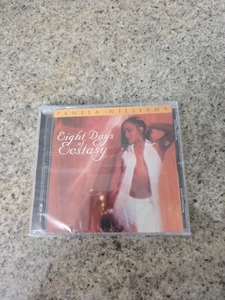 PAMELA WILLIAMS
Eight Days
of
Ecstasy